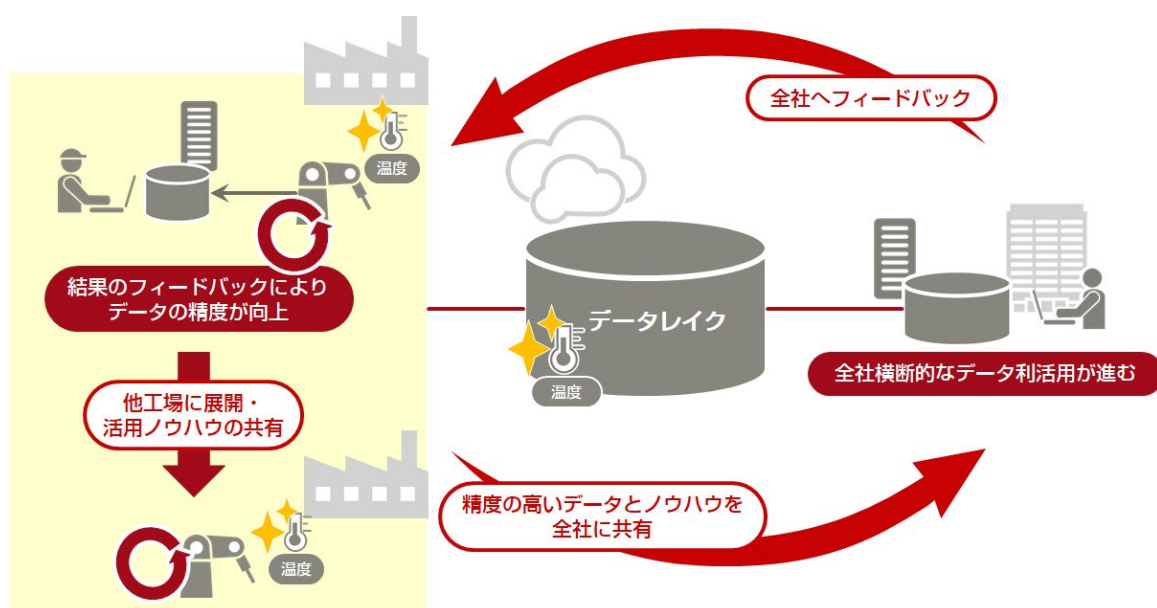 全社へフィードバック
温度
結果のフィードバックにより
データの精度が向上
データレイク
温度
全社横断的なデータ利活用が進む
他工場に展開・
活用ノウハウの共有
精度の高いデータとノウハウを
全社に共有
温度